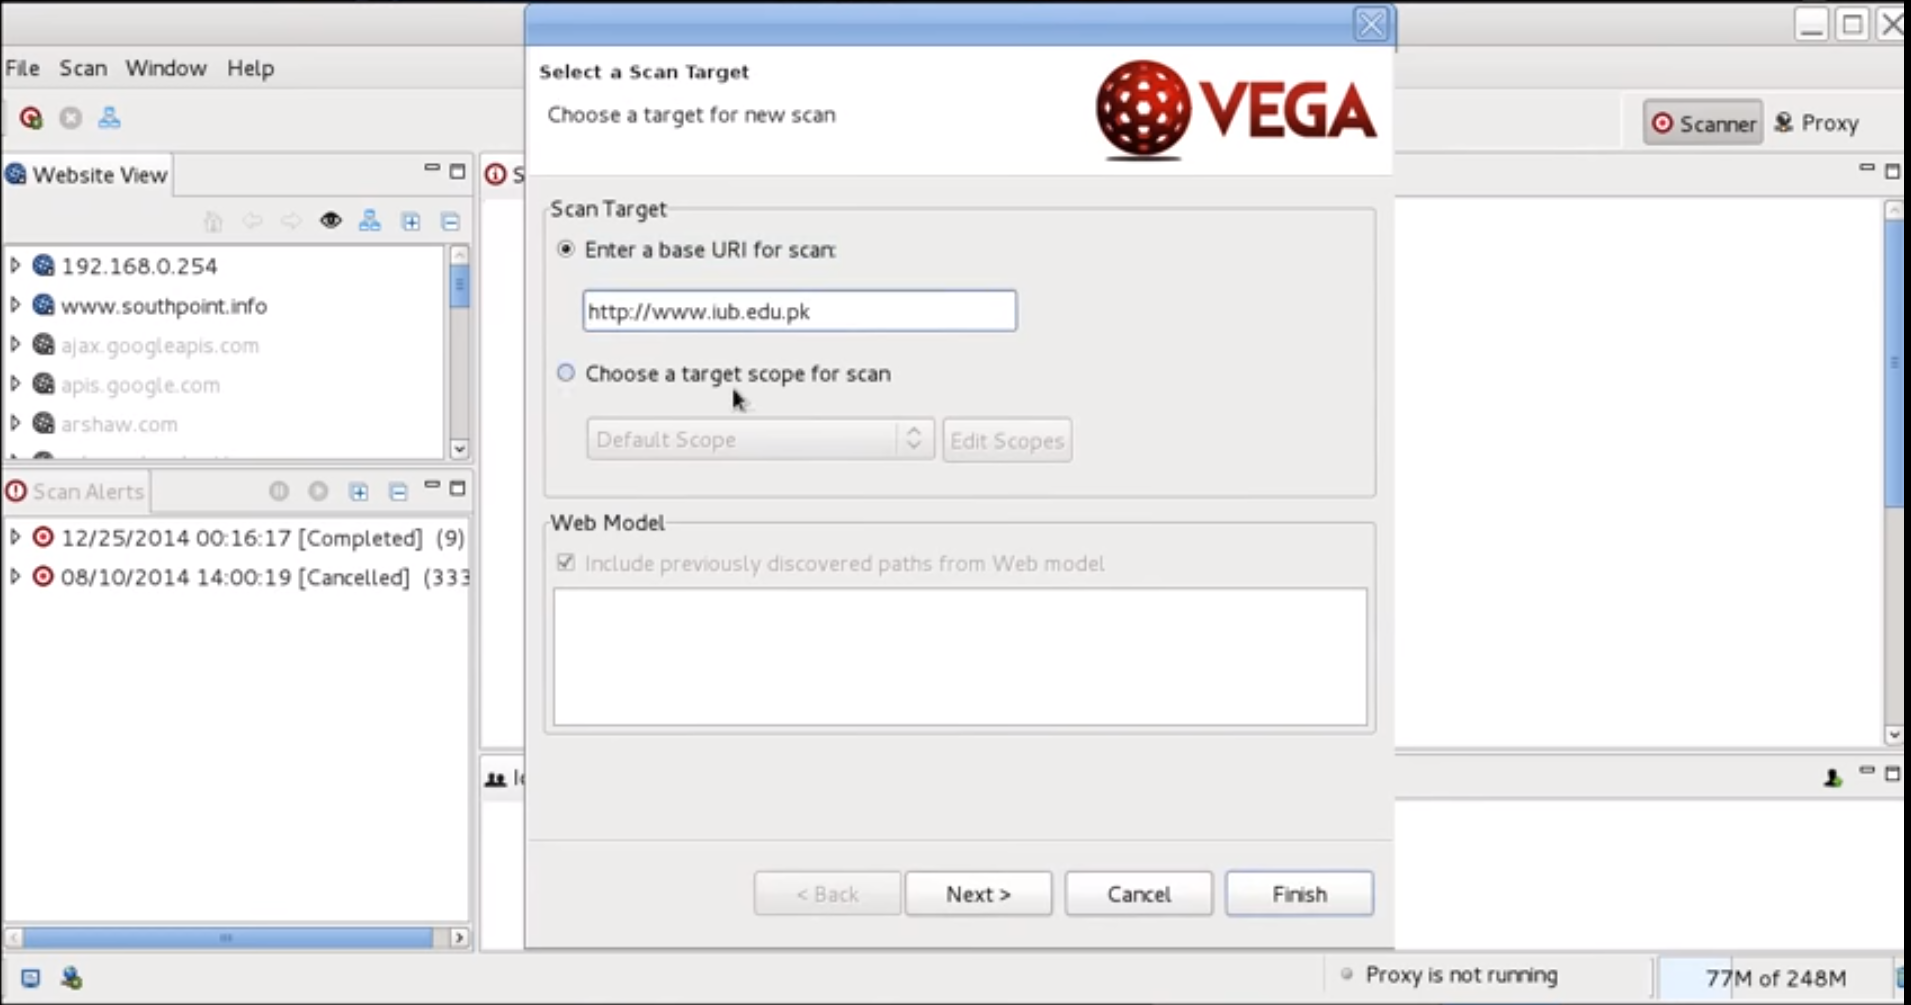 File Scan Window Help
Select a Scan Target
Choose a target for new scan
VEGA
Scanner Proxy
Website View
192.168.0.254
www.southpoint.info
ajax.googleapis.com
apis.google.com
arshaw.com
Scan Alerts
12/25/2014 00:16:17 [Completed] (9)
08/10/2014 14:00:19 [Cancelled] (333
S
Scan Target
Enter a base URI for scan:
http://www.iub.edu.pk
Choose a target scope for scan
Default Scope Edit Scopes
Web Model
Include previously discovered paths from Web model
< Back Next > Cancel Finish
Proxy is not running 77M of 248M